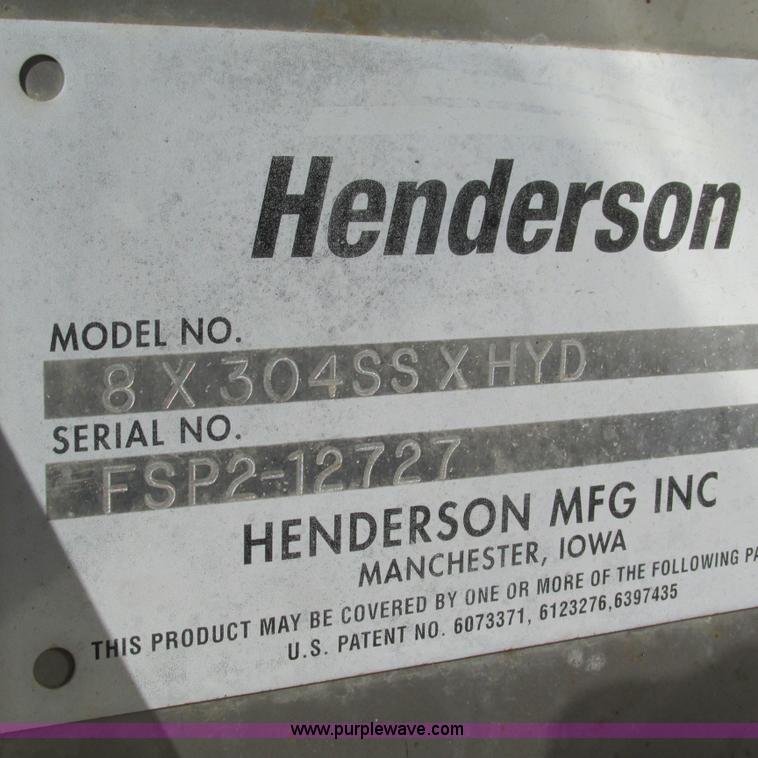 Henderson
MODEL NO.
8 X 304SS X HYD
SERIAL NO.
FSP2-12727
HENDERSON MFG INC
MANCHESTER, IOWA
THIS PRODUCT MAY BE COVERED BY ONE OR MORE OF THE FOLLOWING
U.S. PATENT NO. 6073371, 6123276,6397435
www.purplewave.com